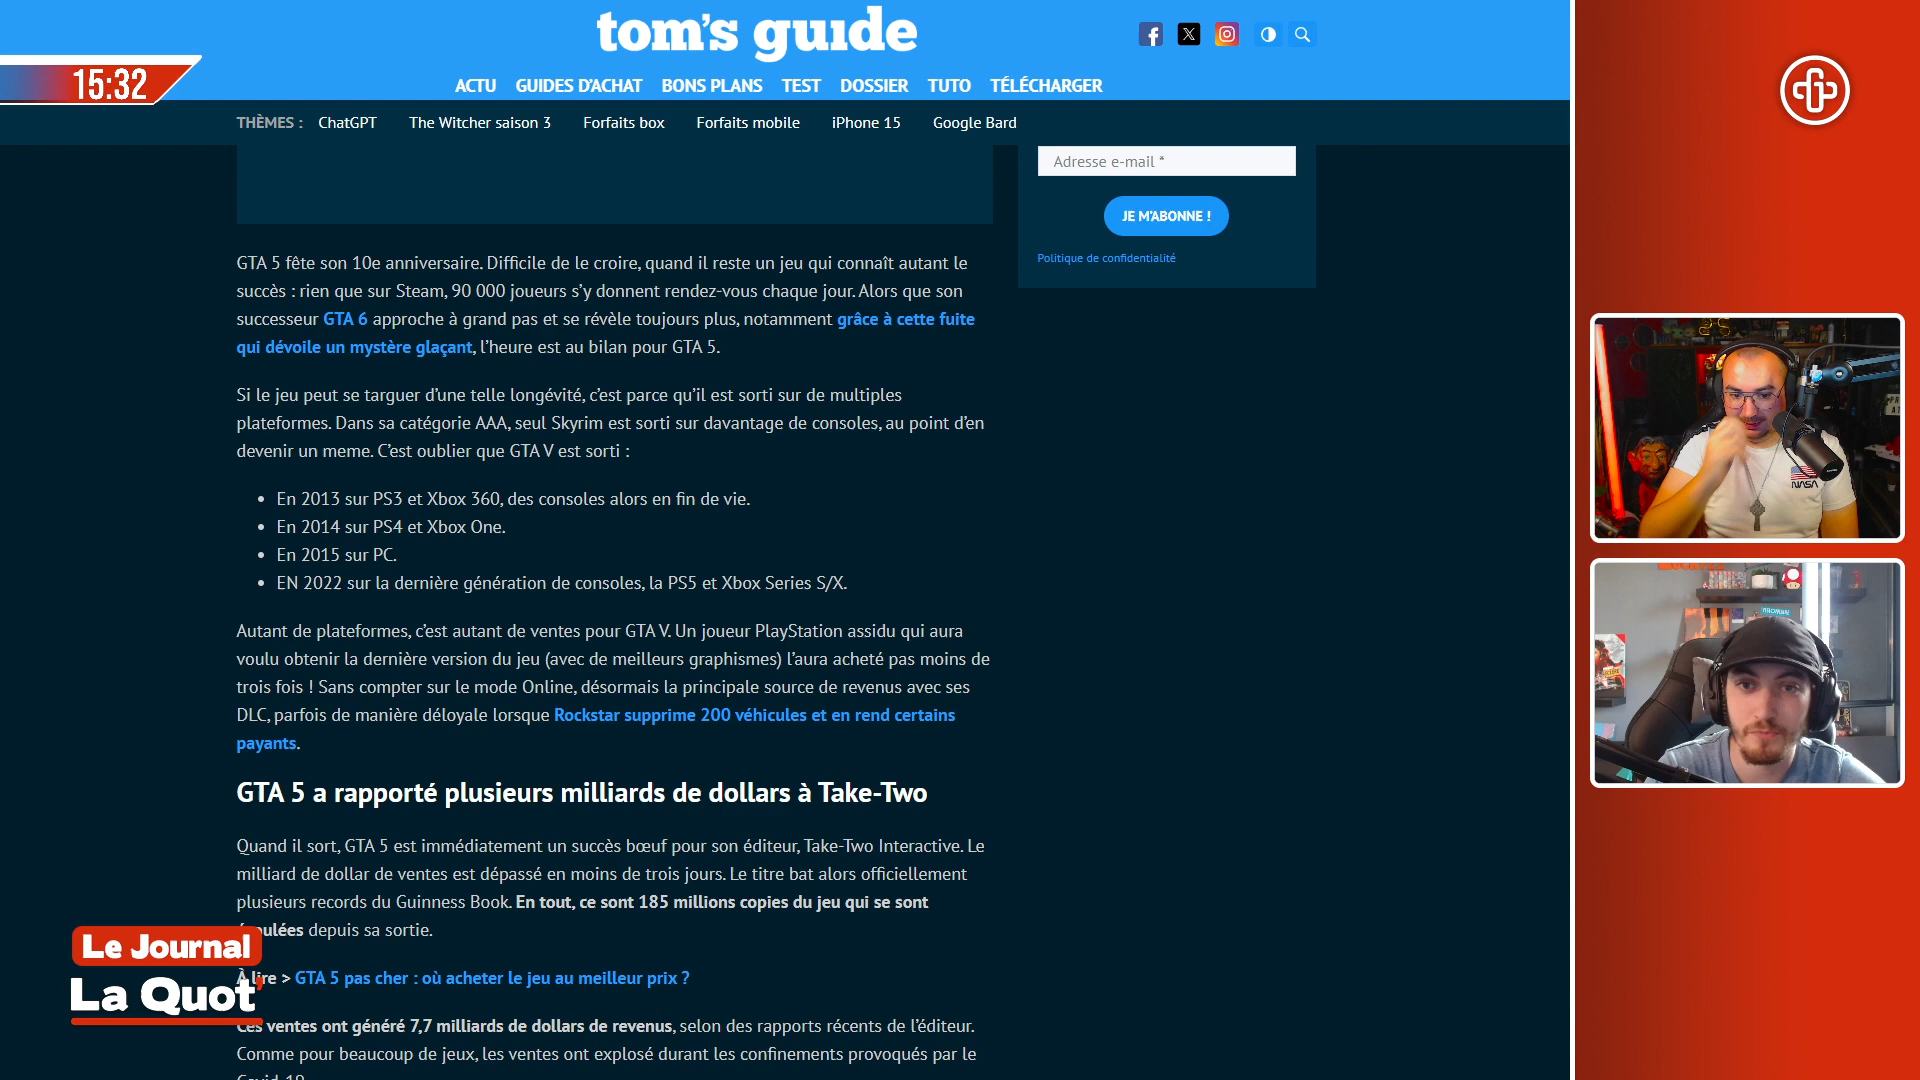 tom's guide
15:32
ACTU GUIDES D'ACHAT BONS PLANS TEST DOSSIER TUTO TÉLÉCHARGER
THÈMES : ChatGPT The Witcher saison 3 Forfaits box Forfaits mobile iPhone 15 Google Bard
Adresse e-mail *
JE M'ABONNE !
Politique de confidentialité
GTA 5 fête son 10e anniversaire. Difficile de le croire, quand il reste un jeu qui connaît autant le
succès : rien que sur Steam, 90 000 joueurs s'y donnent rendez-vous chaque jour. Alors que son
successeur GTA 6 approche à grand pas et se révèle toujours plus, notamment grâce à cette fuite
qui dévoile un mystère glaçant, l'heure est au bilan pour GTA 5.
Si le jeu peut se targuer d'une telle longévité, c'est parce qu'il est sorti sur de multiples
plateformes. Dans sa catégorie AAA, seul Skyrim est sorti sur davantage de consoles, au point d'en
devenir un meme. C'est oublier que GTA V est sorti :
• En 2013 sur PS3 et Xbox 360, des consoles alors en fin de vie.
• En 2014 sur PS4 et Xbox One.
• En 2015 sur PC.
• EN 2022 sur la dernière génération de consoles, la PS5 et Xbox Series S/X.
Autant de plateformes, c'est autant de ventes pour GTA V. Un joueur PlayStation assidu qui aura
voulu obtenir la dernière version du jeu (avec de meilleurs graphismes) l'aura acheté pas moins de
trois fois ! Sans compter sur le mode Online, désormais la principale source de revenus avec ses
DLC, parfois de manière déloyale lorsque Rockstar supprime 200 véhicules et en rend certains
payants.
GTA 5 a rapporté plusieurs milliards de dollars à Take-Two
Quand il sort, GTA 5 est immédiatement un succès bœuf pour son éditeur, Take-Two Interactive. Le
milliard de dollar de ventes est dépassé en moins de trois jours. Le titre bat alors officiellement
plusieurs records du Guinness Book. En tout, ce sont 185 millions copies du jeu qui se sont
depuis sa sortie.
À lire > GTA 5 pas cher : où acheter le jeu au meilleur prix ?
Ces ventes ont généré 7,7 milliards de dollars de revenus, selon des rapports récents de l'éditeur.
Comme pour beaucoup de jeux, les ventes ont explosé durant les confinements provoqués par le
Le Journal
La Quot'
NASA